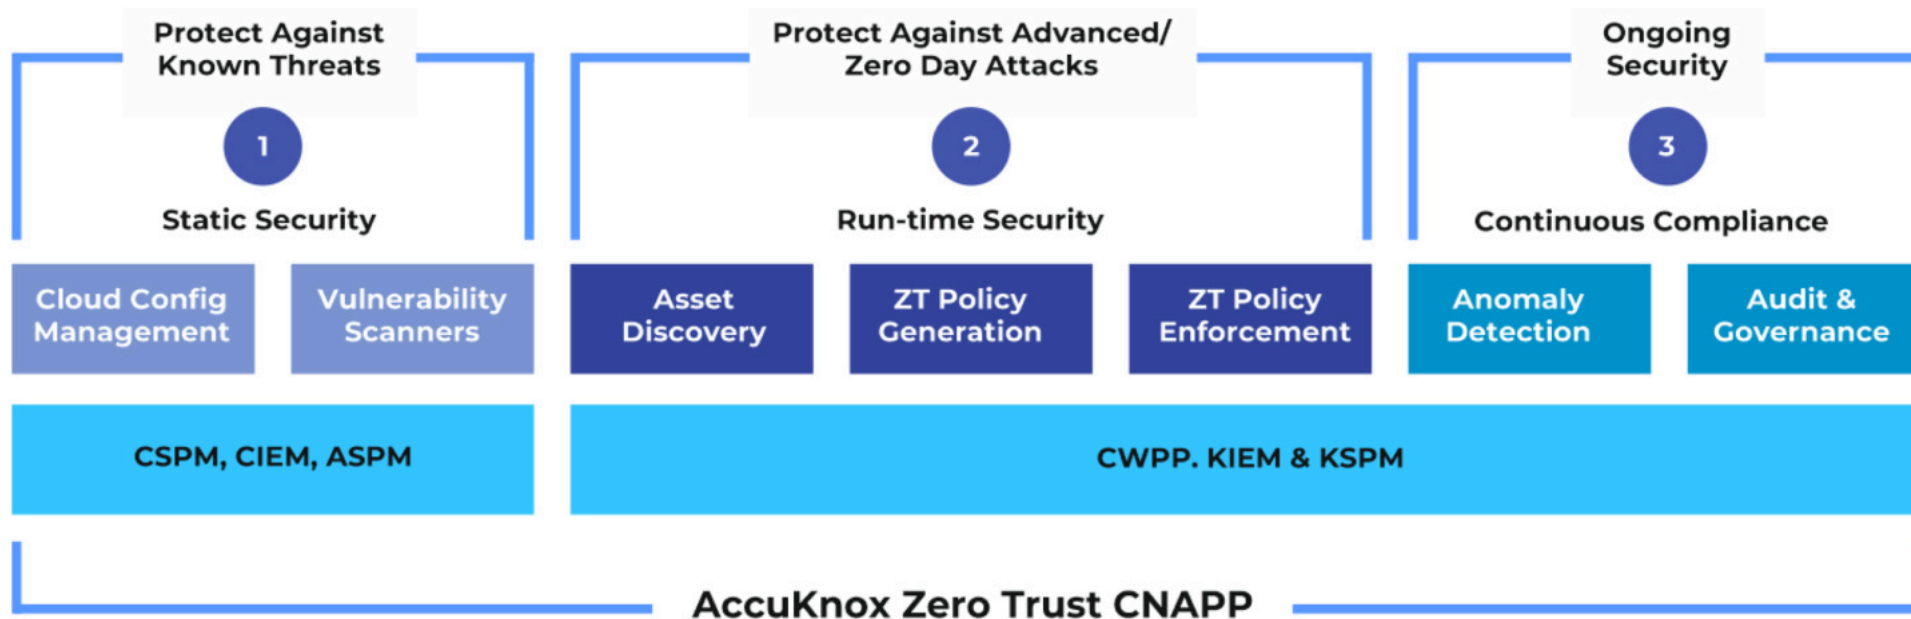 Protect Against
Known Threats
1
Static Security
Protect Against Advanced/
Zero Day Attacks
2
Run-time Security
Ongoing
Security
3
Continuous Compliance
Cloud Config
Management
Vulnerability
Scanners
Asset
Discovery
ZT Policy
Generation
ZT Policy
Enforcement
Anomaly
Detection
Audit &
Governance
CSPM, CIEM, ASPM
CWPP. KIEM & KSPM
AccuKnox Zero Trust CNAPP